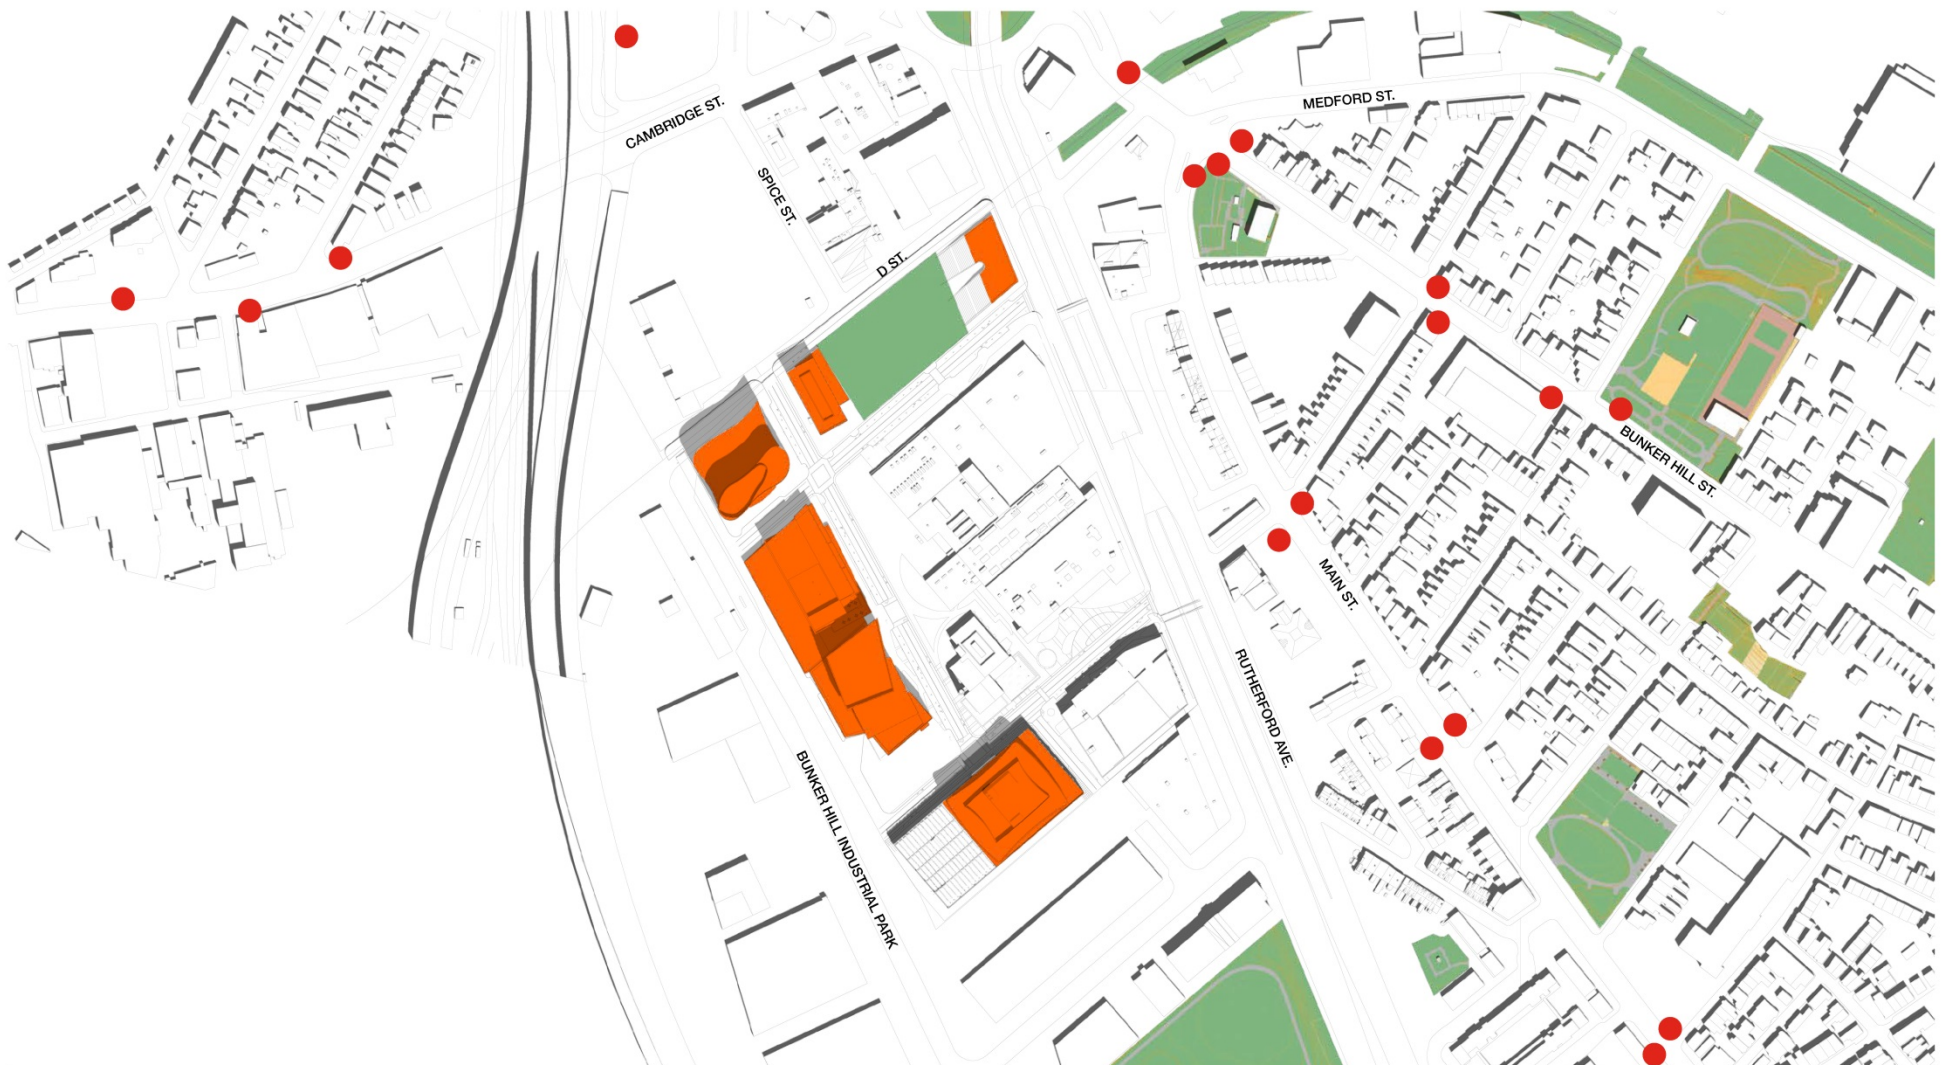 MEDFORD ST.
CAMBRIDGE ST.
SPICE ST.
D ST.
BUNKER HILL ST.
MAIN ST.
RUTHERFORD AVE.
BUNKER HILL INDUSTRIAL PARK